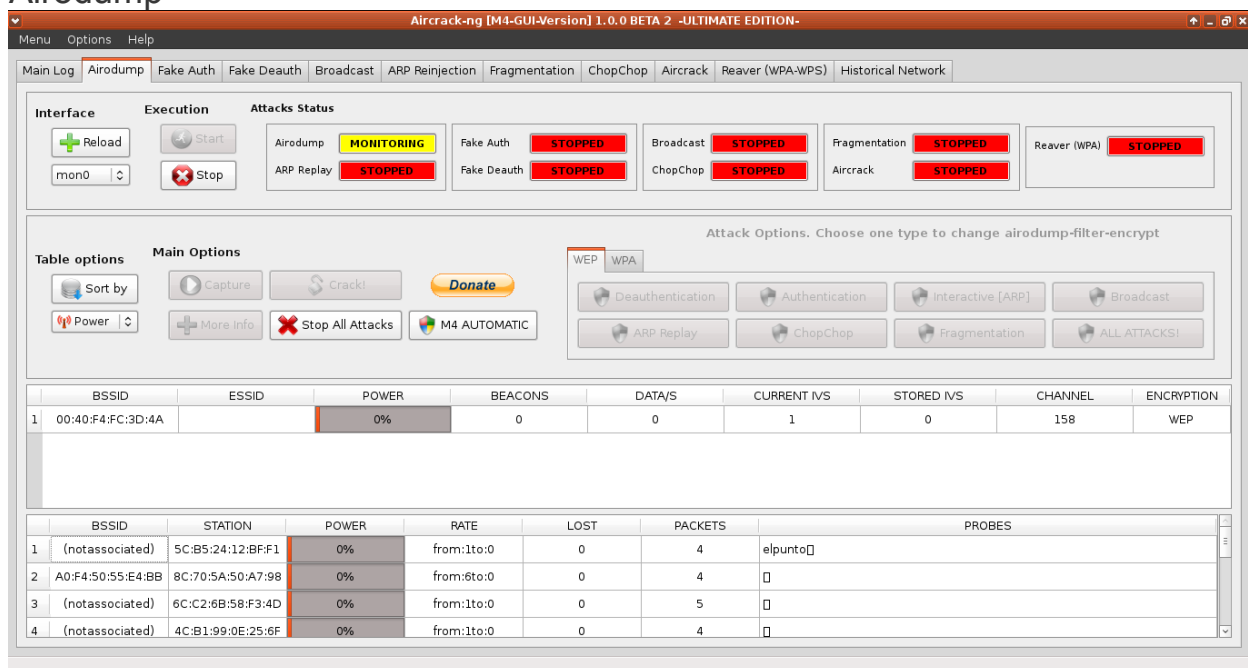 Airodump
Aircrack-ng [M4-GUI-Version] 1.0.0 BETA 2 -ULTIMATE EDITION-
Menu Options Help
Main Log Airodump Fake Auth Fake Deauth Broadcast ARP Reinjection Fragmentation ChopChop Aircrack Reaver (WPA-WPS) Historical Network
Interface Execution Attacks Status
Reload Start Airodump MONITORING Fake Auth STOPPED Broadcast STOPPED Fragmentation STOPPED Reaver (WPA) STOPPED
mon0 Stop ARP Replay STOPPED Fake Deauth STOPPED ChopChop STOPPED Aircrack STOPPED
Attack Options. Choose one type to change airodump-filter-encrypt
Table options Main Options WEP WPA
Sort by Capture Crack! Donate Deauthentication Authentication Interactive [ARP] Broadcast
Power More Info Stop All Attacks M4 AUTOMATIC ARP Replay ChopChop Fragmentation ALL ATTACKS!
BSSID ESSID POWER BEACONS DATA/S CURRENT IVS STORED IVS CHANNEL ENCRYPTION
1 00:40:F4:FC:3D:4A 0% 0 0 1 0 158 WEP
BSSID STATION POWER RATE LOST PACKETS PROBES
1 (notassociated) 5C:B5:24:12:BF:F1 0% from:1to:0 0 4 elpunto
2 A0:F4:50:55:E4:BB 8C:70:5A:50:A7:98 0% from:6to:0 0 4
3 (notassociated) 6C:C2:6B:58:F3:4D 0% from:1to:0 0 5
4 (notassociated) 4C:B1:99:0E:25:6F 0% from:1to:0 0 4